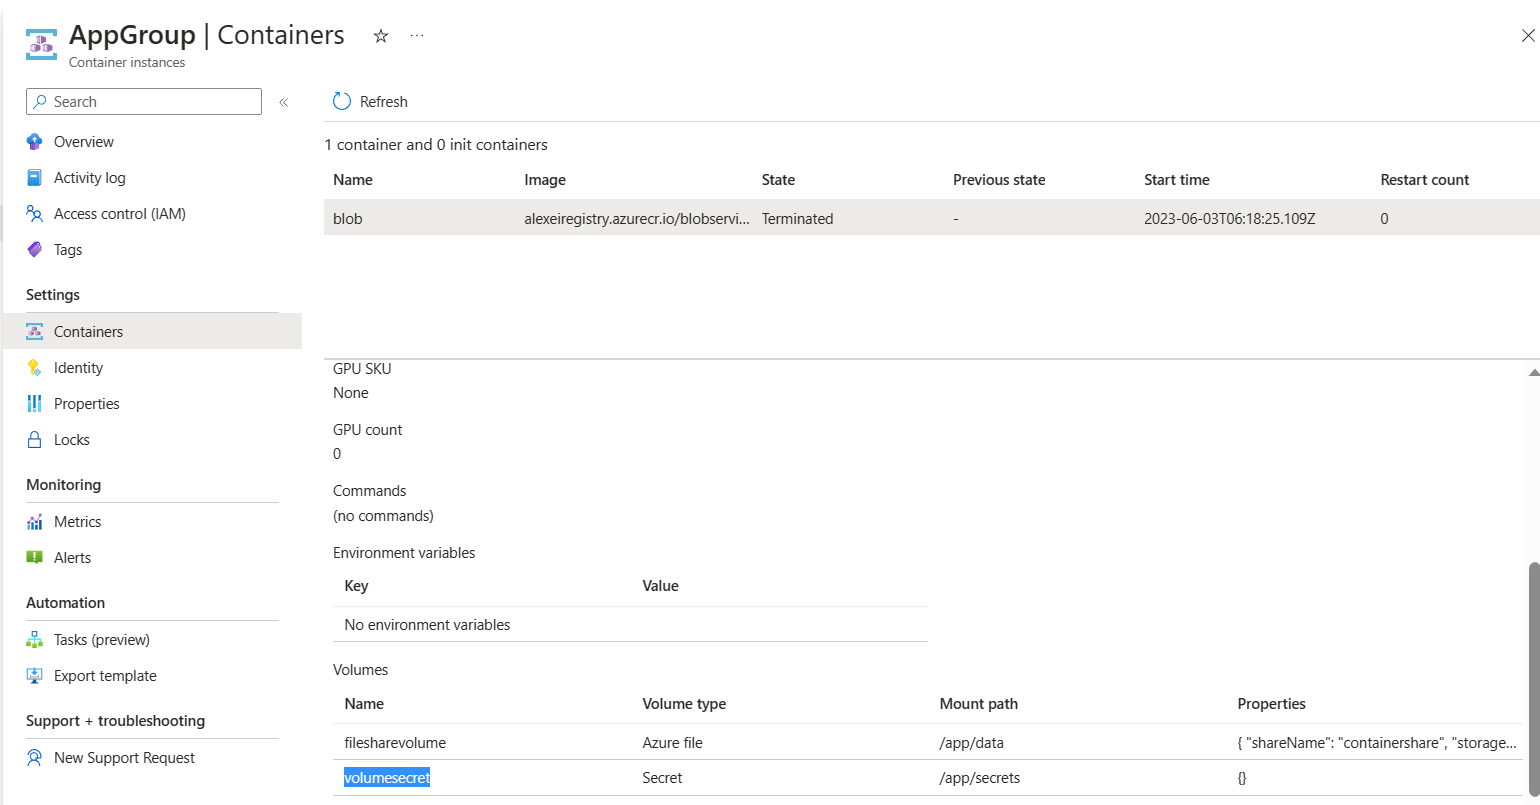 AppGroup | Containers
Container instances
Search
Refresh
Overview
Activity log
Access control (IAM)
Tags
Settings
Containers
Identity
Properties
Locks
Monitoring
Metrics
Alerts
Automation
Tasks (preview)
Export template
Support + troubleshooting
New Support Request
1 container and 0 init containers
Name Image State Previous state Start time Restart count
blob alexeiregistry.azurecr.io/blobservi... Terminated - 2023-06-03T06:18:25.109Z 0
GPU SKU
None
GPU count
0
Commands
(no commands)
Environment variables
Key Value
No environment variables
Volumes
Name Volume type Mount path Properties
filesharevolume Azure file /app/data { "shareName": "containershare", "storage...
volumesecret Secret /app/secrets {}